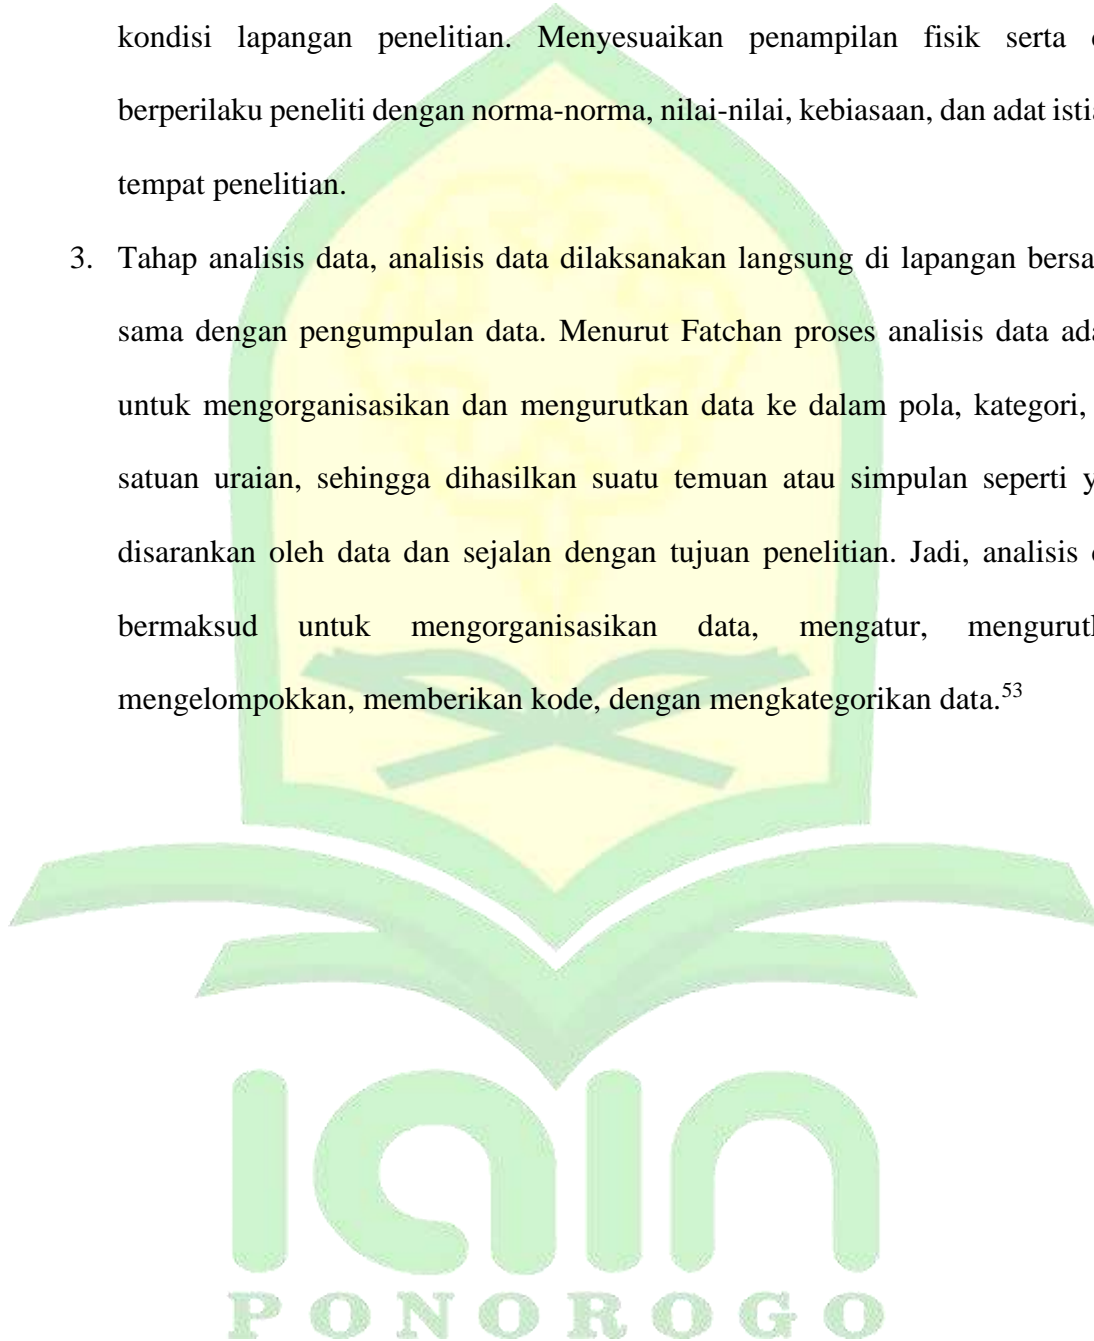 kondisi lapangan penelitian. Menyesuaikan penampilan fisik serta
berperilaku peneliti dengan norma-norma, nilai-nilai, kebiasaan, dan adat
tempat penelitian.
3. Tahap analisis data, analisis data dilaksanakan langsung di lapangan
sama dengan pengumpulan data. Menurut Fatchan proses analisis data
untuk mengorganisasikan dan mengurutkan data ke dalam pola, kategori,
satuan uraian, sehingga dihasilkan suatu temuan atau simpulan seperti
disarankan oleh data dan sejalan dengan tujuan penelitian. Jadi, analisis
bermaksud untuk mengorganisasikan data, mengatur,
mengelompokkan, memberikan kode, dengan mengkategorikan data.53
iain
PONOROGO